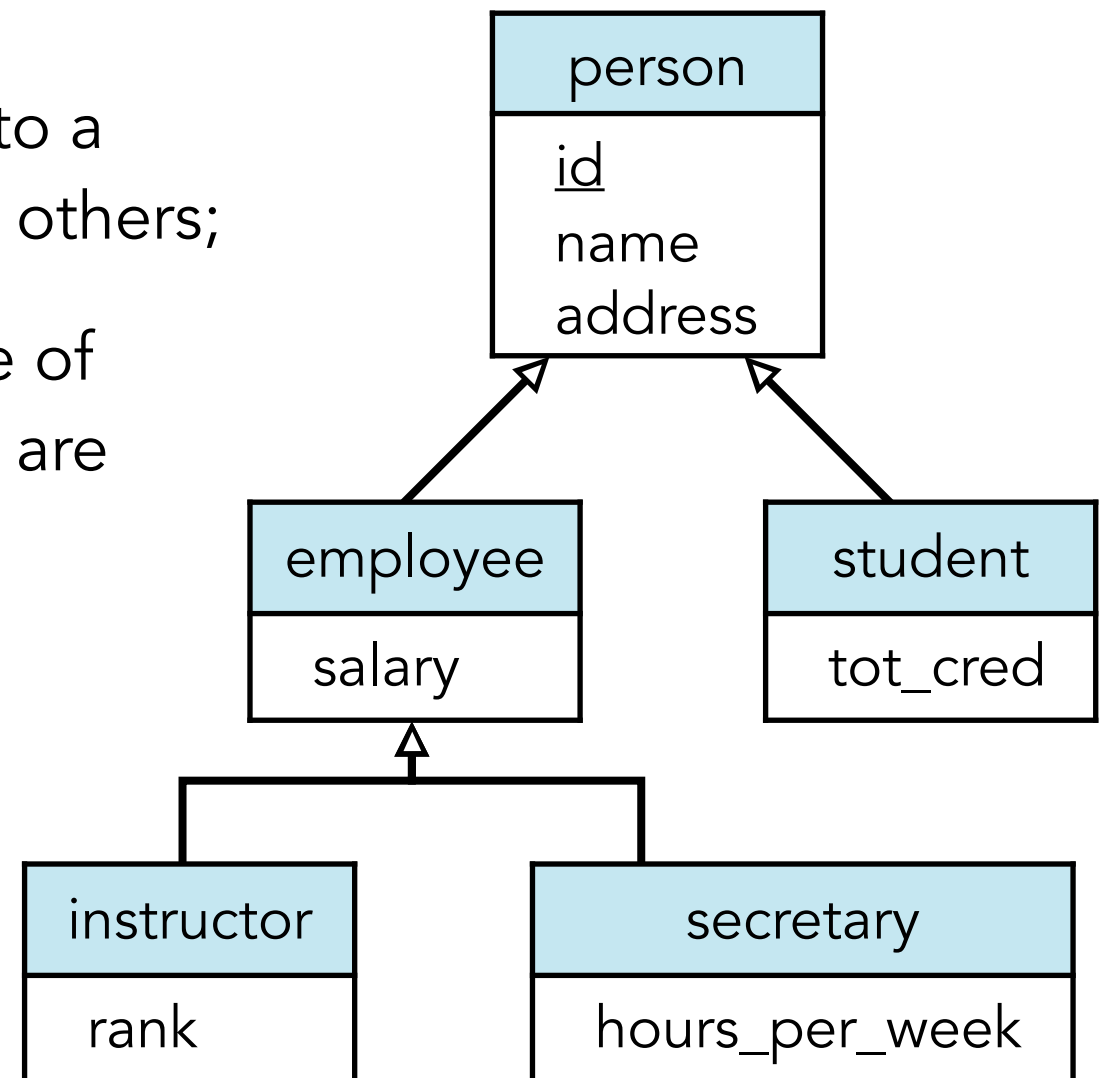 to a
others;
e of
are
person
id
name
address
employee
salary
student
tot_cred
instructor
rank
secretary
hours_per_week